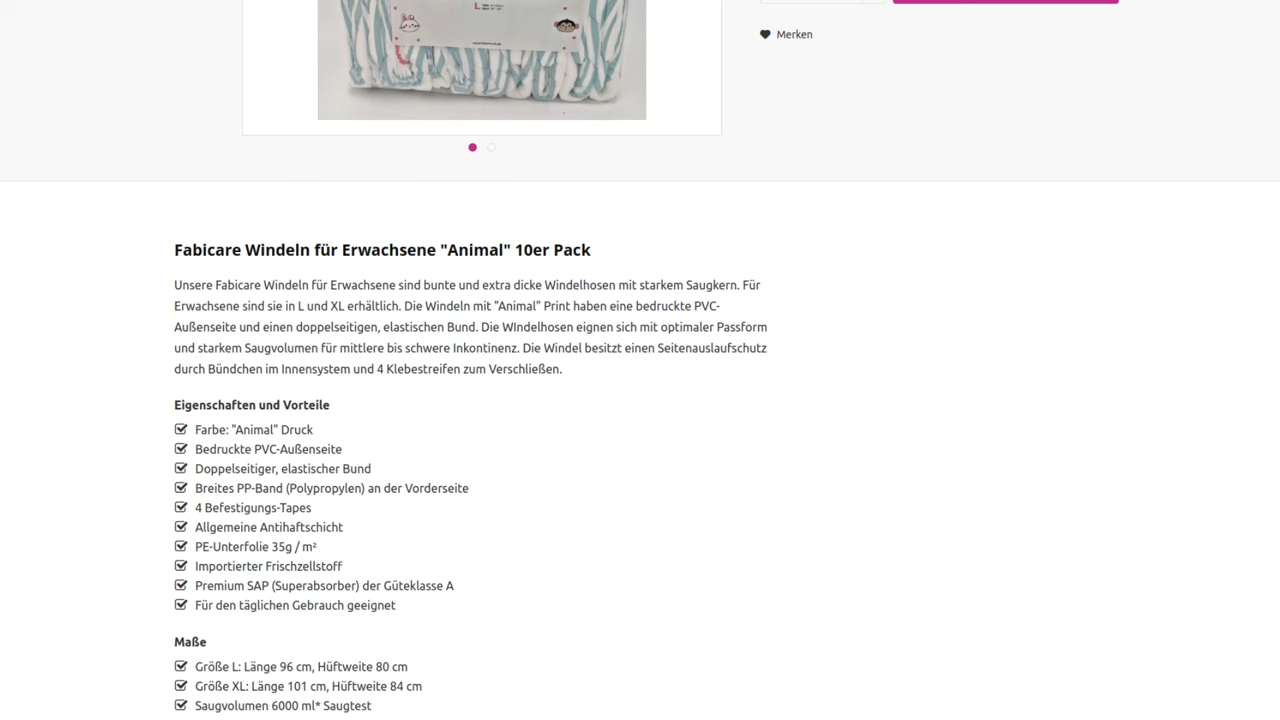 L
Merken
Fabicare Windeln für Erwachsene "Animal" 10er Pack
Unsere Fabicare Windeln für Erwachsene sind bunte und extra dicke Windelhosen mit starkem Saugkern. Für
Erwachsene sind sie in L und XL erhältlich. Die Windeln mit "Animal" Print haben eine bedruckte PVC-
Außenseite und einen doppelseitigen, elastischen Bund. Die WIndelhosen eignen sich mit optimaler Passform
und starkem Saugvolumen für mittlere bis schwere Inkontinenz. Die Windel besitzt einen Seitenauslaufschutz
durch Bündchen im Innensystem und 4 Klebestreifen zum Verschließen.
Eigenschaften und Vorteile
Farbe: "Animal" Druck
Bedruckte PVC-Außenseite
Doppelseitiger, elastischer Bund
Breites PP-Band (Polypropylen) an der Vorderseite
4 Befestigungs-Tapes
Allgemeine Antihaftschicht
PE-Unterfolie 35g / m²
Importierter Frischzellstoff
Premium SAP (Superabsorber) der Güteklasse A
Für den täglichen Gebrauch geeignet
Maße
Größe L: Länge 96 cm, Hüftweite 80 cm
Größe XL: Länge 101 cm, Hüftweite 84 cm
Saugvolumen 6000 ml* Saugtest